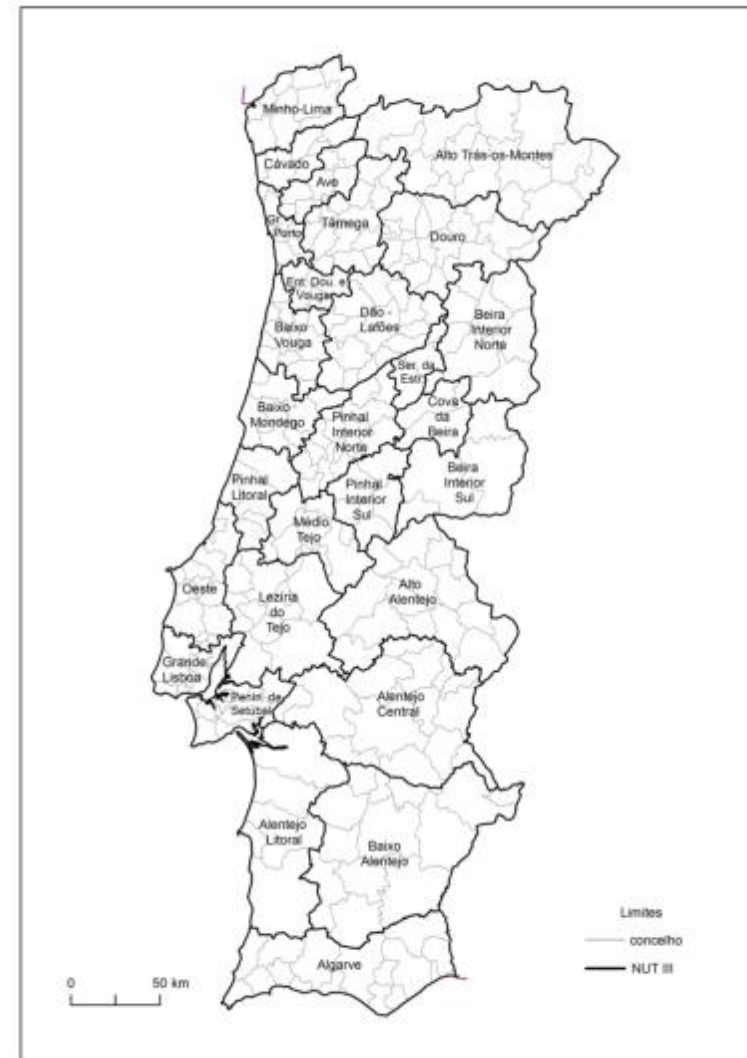 Minho-Lima
Alto Trás-os-Montes
Cávado
Ave
Gr.
Porto
Tâmega
Douro
Ent. Dou. e
Vouga
Dão -
Lafões
Beira
Interior
Norte
Baixo
Vouga
Ser. da
Estr.
Cova
da
Beira
Baixo
Mondego
Pinhal
Interior
Norte
Beira
Interior
Sul
Pinhal
Litoral
Pinhal
Interior
Sul
Médio
Tejo
Oeste
Lezíria
do
Tejo
Alto
Alentejo
Grande
Lisboa
Penin. de
Setúbal
Alentejo
Central
Alentejo
Litoral
Baixo
Alentejo
Algarve
Limites
concelho
NUT III
0 50 km